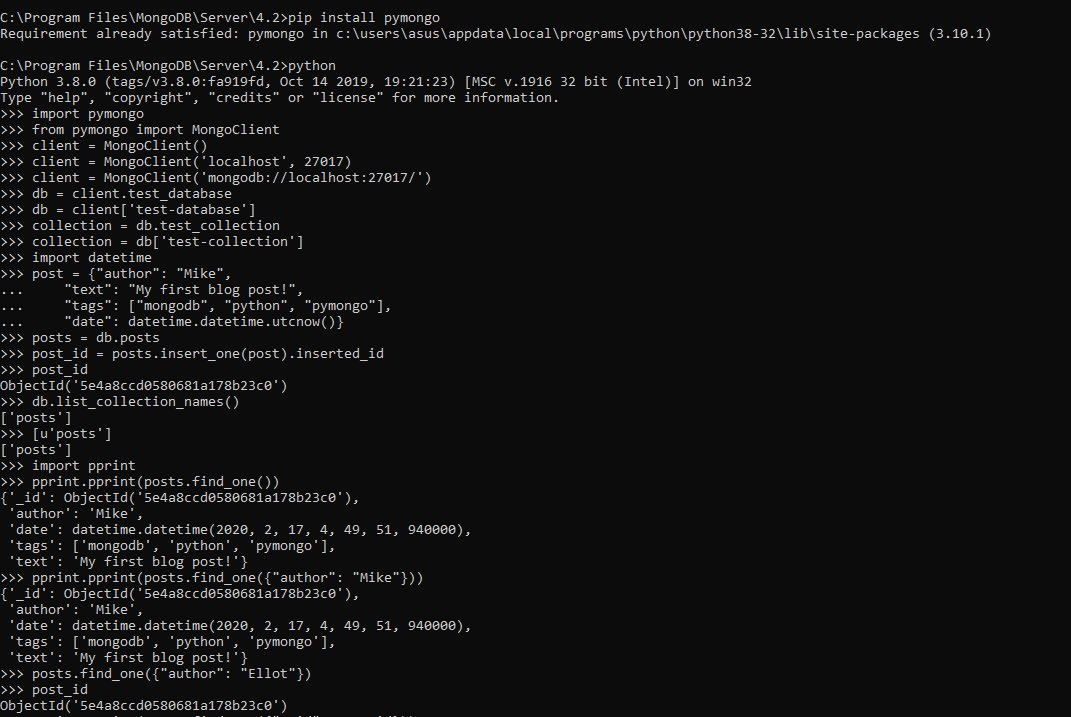 C:\Program Files\MongoDB\Server\4.2>pip install pymongo
Requirement already satisfied: pymongo in c:\users\asus\appdata\local\programs\python\python38-32\lib\site-packages (3.10.1)
C:\Program Files\MongoDB\Server\4.2>python
Python 3.8.0 (tags/v3.8.0:fa919fd, Oct 14 2019, 19:21:23) [MSC v.1916 32 bit (Intel)] on win32
Type "help", "copyright", "credits" or "license" for more information.
>>> import pymongo
>>> from pymongo import MongoClient
>>> client = MongoClient()
>>> client = MongoClient('localhost', 27017)
>>> client = MongoClient('mongodb://localhost:27017/')
>>> db = client.test_database
>>> db = client['test-database']
>>> collection = db.test_collection
>>> collection = db['test-collection']
>>> import datetime
>>> post = {"author": "Mike",
...     "text": "My first blog post!",
...     "tags": ["mongodb", "python", "pymongo"],
...     "date": datetime.datetime.utcnow()}
>>> posts = db.posts
>>> post_id = posts.insert_one(post).inserted_id
>>> post_id
ObjectId('5e4a8ccd0580681a178b23c0')
>>> db.list_collection_names()
['posts']
>>> [u'posts']
['posts']
>>> import pprint
>>> pprint.pprint(posts.find_one())
{'_id': ObjectId('5e4a8ccd0580681a178b23c0'),
 'author': 'Mike',
 'date': datetime.datetime(2020, 2, 17, 4, 49, 51, 940000),
 'tags': ['mongodb', 'python', 'pymongo'],
 'text': 'My first blog post!'}
>>> pprint.pprint(posts.find_one({"author": "Mike"}))
{'_id': ObjectId('5e4a8ccd0580681a178b23c0'),
 'author': 'Mike',
 'date': datetime.datetime(2020, 2, 17, 4, 49, 51, 940000),
 'tags': ['mongodb', 'python', 'pymongo'],
 'text': 'My first blog post!'}
>>> posts.find_one({"author": "Ellot"})
>>> post_id
ObjectId('5e4a8ccd0580681a178b23c0')